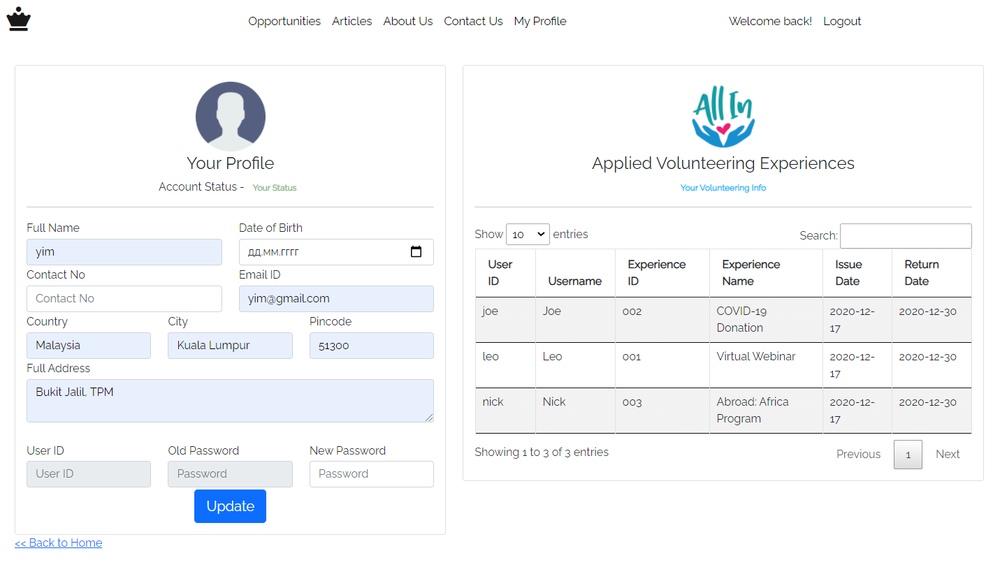 Opportunities Articles About Us Contact Us My Profile Welcome back! Logout
Your Profile
Account Status - Your Status
Full Name Date of Birth
yim ДД.ММ.ГГГГ
Contact No Email ID
Contact No yim@gmail.com
Country City Pincode
Malaysia Kuala Lumpur 51300
Full Address
Bukit Jalil, TPM
User ID Old Password New Password
User ID Password Password
Update
<< Back to Home
All In
Applied Volunteering Experiences
Your Volunteering Info
Show 10 entries Search:
User ID Username Experience ID Experience Name Issue Date Return Date
joe Joe 002 COVID-19 Donation 2020-12-17 2020-12-30
leo Leo 001 Virtual Webinar 2020-12-17 2020-12-30
nick Nick 003 Abroad: Africa Program 2020-12-17 2020-12-30
Showing 1 to 3 of 3 entries Previous 1 Next